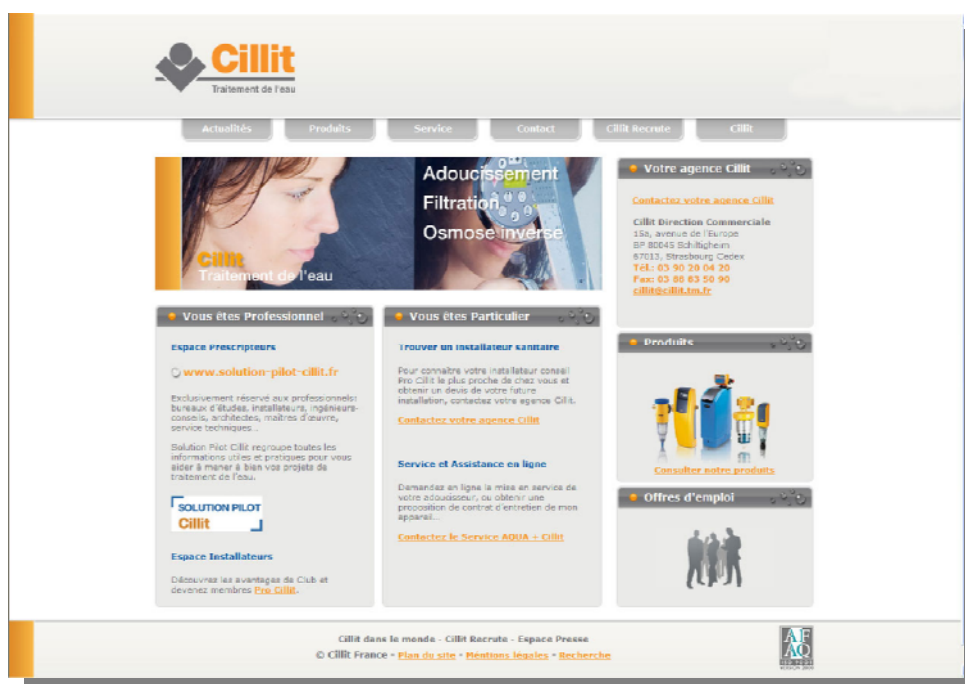 Cillit
Traitement de l'eau
Actualités
Produits
Service
Contact
Cillit Recrute
Cillit
Adoucissement
Filtration
Osmose inverse
Cillit
Traitement de l'eau
Votre agence Cillit
Contactez votre agence Cillit
Cillit Direction Commerciale
15a, avenue de l'Europe
BP 80045 Schiltigheim
67013, Strasbourg Cedex
Tél.: 03 90 20 04 20
Fax: 03 88 83 50 90
cillit@cillit.tm.fr
Vous êtes Professionnel
Espace Prescripteurs
www.solution-pilot-cillit.fr
Exclusivement réservé aux professionnels:
bureaux d'études, installateurs, ingénieurs-
conseils, architectes, maîtres d'œuvre,
service techniques...
Solution Pilot Cillit regroupe toutes les
informations utiles et pratiques pour vous
aider à mener à bien vos projets de
traitement de l'eau.
SOLUTION PILOT
Cillit
Espace Installateurs
Découvrez les avantages de Club et
devenez membres Pro Cillit.
Vous êtes Particulier
Trouver un installateur sanitaire
Pour connaître votre installateur conseil
Pro Cillit le plus proche de chez vous et
obtenir un devis de votre future
installation, contactez votre agence Cillit.
Contactez votre agence Cillit
Service et Assistance en ligne
Demandez en ligne la mise en service de
votre adoucisseur, ou obtenir une
proposition de contrat d'entretien de mon
appareil...
Contactez le Service AQUA + Cillit
Produits
Consulter notre produits
Offres d'emploi
Cillit dans le monde - Cillit Recrute - Espace Presse
© Cillit France - Plan du site - Mentions légales - Recherche
AFAQ